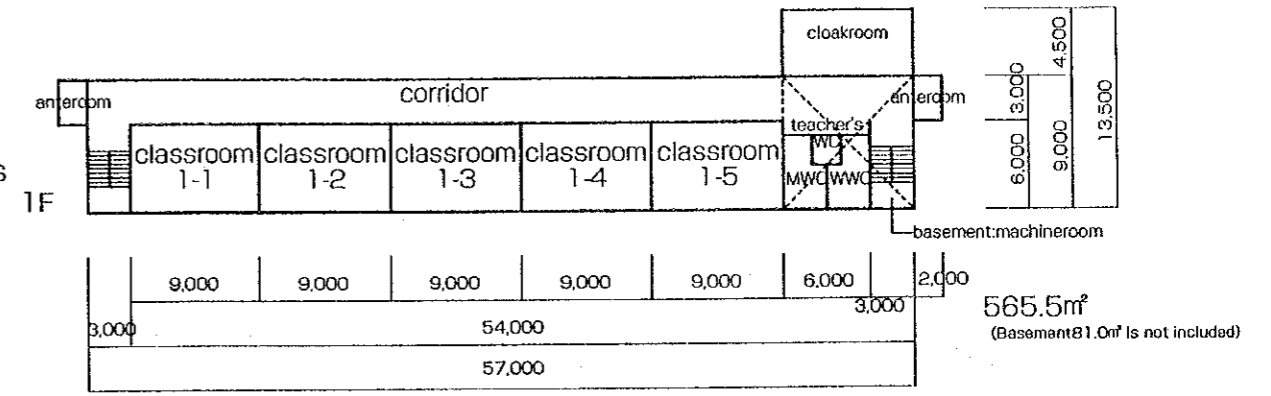 cloakroom
anteroom
corridor
anteroom
teacher's
WC
classroom
1-1
classroom
1-2
classroom
1-3
classroom
1-4
classroom
1-5
MWC
WWC
S
1F
basement:machineroom
4.500
3.000
13.500
6.000
9.000
9,000
9,000
9,000
9,000
9,000
6.000
2,000
3,000
3,000
54,000
57,000
565.5㎡
(Basement81.0㎡ is not included)